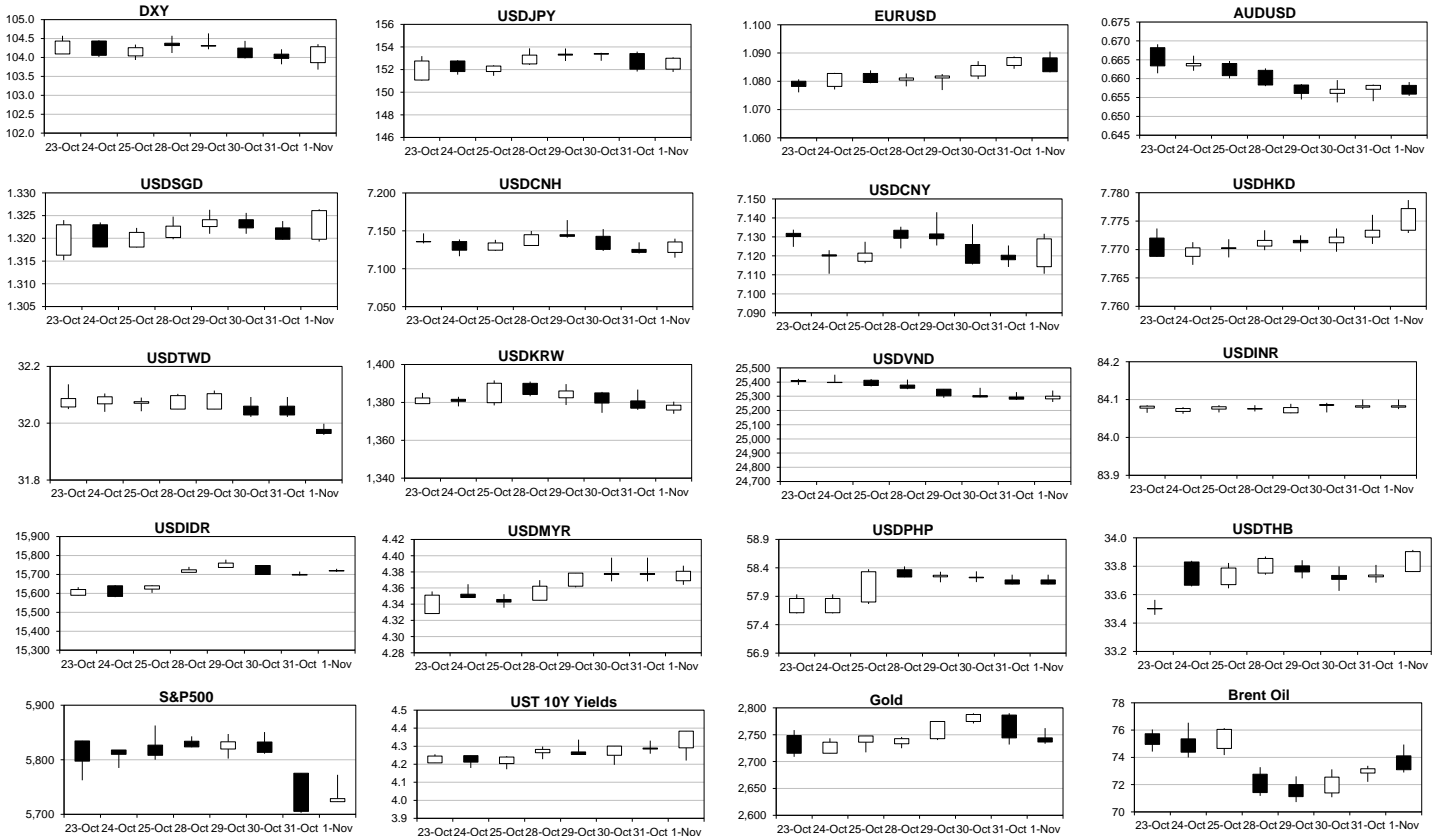 DXY
105.0
104.5
104.0
103.5
103.0
102.5
102.0
23-Oct 24-Oct 25-Oct 28-Oct 29-Oct 30-Oct 31-Oct 1-Nov
USDJPY
156
154
152
150
148
146
23-Oct 24-Oct 25-Oct 28-Oct 29-Oct 30-Oct 31-Oct 1-Nov
EURUSD
1.100
1.090
1.080
1.070
1.060
23-Oct 24-Oct 25-Oct 28-Oct 29-Oct 30-Oct 31-Oct 1-Nov
AUDUSD
0.675
0.670
0.665
0.660
0.655
0.650
0.645
23-Oct 24-Oct 25-Oct 28-Oct 29-Oct 30-Oct 31-Oct 1-Nov
USDSGD
1.330
1.325
1.320
1.315
1.310
1.305
23-Oct 24-Oct 25-Oct 28-Oct 29-Oct 30-Oct 31-Oct 1-Nov
USDCNH
7.200
7.150
7.100
7.050
23-Oct 24-Oct 25-Oct 28-Oct 29-Oct 30-Oct 31-Oct 1-Nov
USDCNY
7.150
7.140
7.130
7.120
7.110
7.100
7.090
23-Oct 24-Oct 25-Oct 28-Oct 29-Oct 30-Oct 31-Oct 1-Nov
USDHKD
7.780
7.775
7.770
7.765
7.760
23-Oct 24-Oct 25-Oct 28-Oct 29-Oct 30-Oct 31-Oct 1-Nov
USDTWD
32.2
32.0
31.8
23-Oct 24-Oct 25-Oct 28-Oct 29-Oct 30-Oct 31-Oct 1-Nov
USDKRW
1,400
1,380
1,360
1,340
23-Oct 24-Oct 25-Oct 28-Oct 29-Oct 30-Oct 31-Oct 1-Nov
USDVND
25,500
25,400
25,300
25,200
25,100
25,000
24,900
24,800
24,700
23-Oct 24-Oct 25-Oct 28-Oct 29-Oct 30-Oct 31-Oct 1-Nov
USDINR
84.2
84.1
84.0
83.9
23-Oct 24-Oct 25-Oct 28-Oct 29-Oct 30-Oct 31-Oct 1-Nov
USDIDR
15,900
15,800
15,700
15,600
15,500
15,400
15,300
23-Oct 24-Oct 25-Oct 28-Oct 29-Oct 30-Oct 31-Oct 1-Nov
USDMYR
4.42
4.40
4.38
4.36
4.34
4.32
4.30
4.28
23-Oct 24-Oct 25-Oct 28-Oct 29-Oct 30-Oct 31-Oct 1-Nov
USDPHP
58.9
58.4
57.9
57.4
56.9
23-Oct 24-Oct 25-Oct 28-Oct 29-Oct 30-Oct 31-Oct 1-Nov
USDTHB
34.0
33.8
33.6
33.4
33.2
23-Oct 24-Oct 25-Oct 28-Oct 29-Oct 30-Oct 31-Oct 1-Nov
S&P500
5,900
5,800
5,700
23-Oct 24-Oct 25-Oct 28-Oct 29-Oct 30-Oct 31-Oct 1-Nov
UST 10Y Yields
4.5
4.4
4.3
4.2
4.1
4.0
3.9
23-Oct 24-Oct 25-Oct 28-Oct 29-Oct 30-Oct 31-Oct 1-Nov
Gold
2,800
2,750
2,700
2,650
2,600
23-Oct 24-Oct 25-Oct 28-Oct 29-Oct 30-Oct 31-Oct 1-Nov
Brent Oil
78
76
74
72
70
23-Oct 24-Oct 25-Oct 28-Oct 29-Oct 30-Oct 31-Oct 1-Nov